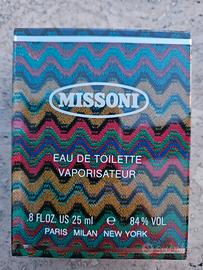 MISSONI
EAU DE TOILETTE
VAPORISATEUR
.8 FL.OZ. US 25 ml e 84% VOL.
PARIS MILAN NEW YORK